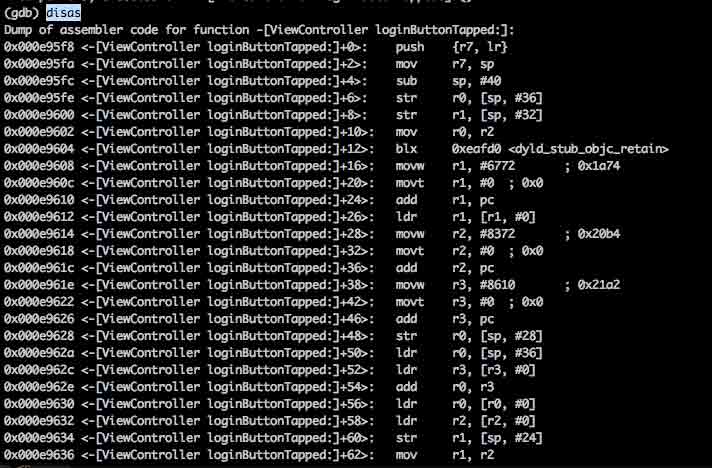 (gdb) disas
Dump of assembler code for function -[ViewController loginButtonTapped:]:
0x000e95f8 <-[ViewController loginButtonTapped:]+0>: push {r7, lr}
0x000e95fa <-[ViewController loginButtonTapped:]+2>: mov r7, sp
0x000e95fc <-[ViewController loginButtonTapped:]+4>: sub sp, #40
0x000e95fe <-[ViewController loginButtonTapped:]+6>: str r0, [sp, #36]
0x000e9600 <-[ViewController loginButtonTapped:]+8>: str r1, [sp, #32]
0x000e9602 <-[ViewController loginButtonTapped:]+10>: mov r0, r2
0x000e9604 <-[ViewController loginButtonTapped:]+12>: blx 0xeafd0 <dyld_stub_objc_retain>
0x000e9608 <-[ViewController loginButtonTapped:]+16>: movw r1, #6772 ; 0x1a74
0x000e960c <-[ViewController loginButtonTapped:]+20>: movt r1, #0 ; 0x0
0x000e9610 <-[ViewController loginButtonTapped:]+24>: add r1, pc
0x000e9612 <-[ViewController loginButtonTapped:]+26>: ldr r1, [r1, #0]
0x000e9614 <-[ViewController loginButtonTapped:]+28>: movw r2, #8372 ; 0x20b4
0x000e9618 <-[ViewController loginButtonTapped:]+32>: movt r2, #0 ; 0x0
0x000e961c <-[ViewController loginButtonTapped:]+36>: add r2, pc
0x000e961e <-[ViewController loginButtonTapped:]+38>: movw r3, #8610 ; 0x21a2
0x000e9622 <-[ViewController loginButtonTapped:]+42>: movt r3, #0 ; 0x0
0x000e9626 <-[ViewController loginButtonTapped:]+46>: add r3, pc
0x000e9628 <-[ViewController loginButtonTapped:]+48>: str r0, [sp, #28]
0x000e962a <-[ViewController loginButtonTapped:]+50>: ldr r0, [sp, #36]
0x000e962c <-[ViewController loginButtonTapped:]+52>: ldr r3, [r3, #0]
0x000e962e <-[ViewController loginButtonTapped:]+54>: add r0, r3
0x000e9630 <-[ViewController loginButtonTapped:]+56>: ldr r0, [r0, #0]
0x000e9632 <-[ViewController loginButtonTapped:]+58>: ldr r2, [r2, #0]
0x000e9634 <-[ViewController loginButtonTapped:]+60>: str r1, [sp, #24]
0x000e9636 <-[ViewController loginButtonTapped:]+62>: mov r1, r2